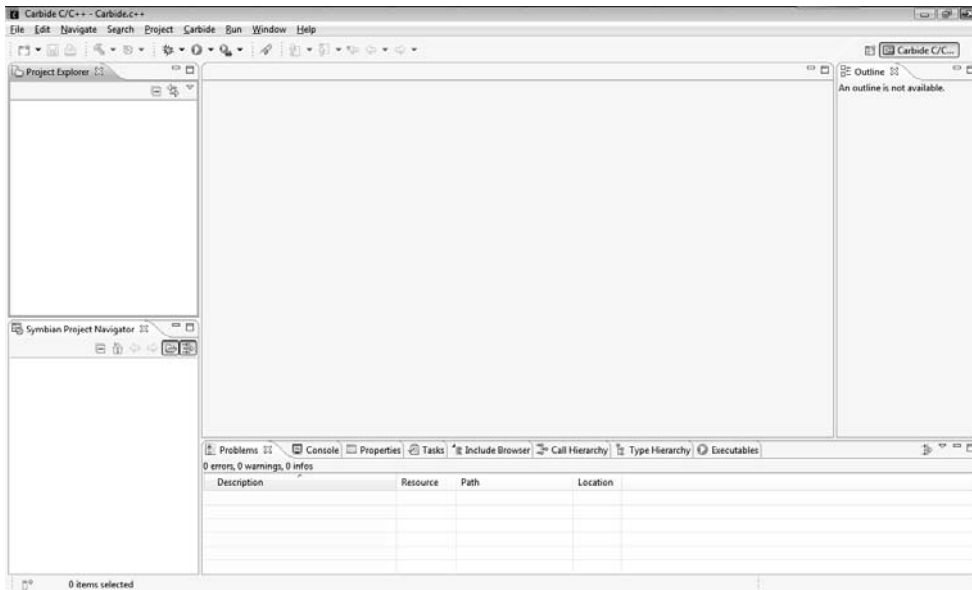 Carbide C/C++ - Carbide.c++
File Edit Navigate Search Project Carbide Run Window Help
Carbide C/C...
Project Explorer
Outline
An outline is not available.
Symbian Project Navigator
Problems Console Properties Tasks Include Browser Call Hierarchy Type Hierarchy Executables
0 errors, 0 warnings, 0 infos
Description Resource Path Location
0 items selected